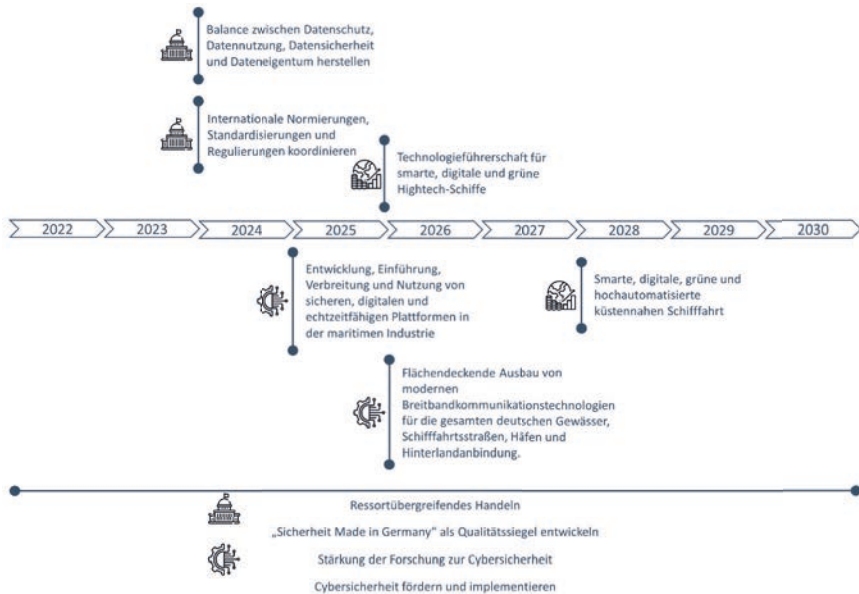 Balance zwischen Datenschutz,
Datennutzung, Datensicherheit
und Dateneigentum herstellen
Internationale Normierungen,
Standardisierungen und
Regulierungen koordinieren
Technologieführerschaft für
smarte, digitale und grüne
Hightech-Schiffe
2022 2023 2024 2025 2026 2027 2028 2029 2030
Entwicklung, Einführung,
Verbreitung und Nutzung von
sicheren, digitalen und
echtzeitfähigen Plattformen in
der maritimen Industrie
Smarte, digitale, grüne und
hochautomatisierte
küstennahen Schifffahrt
Flächendeckende Ausbau von
modernen
Breitbandkommunikationstechnologien
für die gesamten deutschen Gewässer,
Schifffahrtsstraßen, Häfen und
Hinterlandanbindung.
Ressortübergreifendes Handeln
„Sicherheit Made in Germany" als Qualitätssiegel entwickeln
Stärkung der Forschung zur Cybersicherheit
Cybersicherheit fördern und implementieren